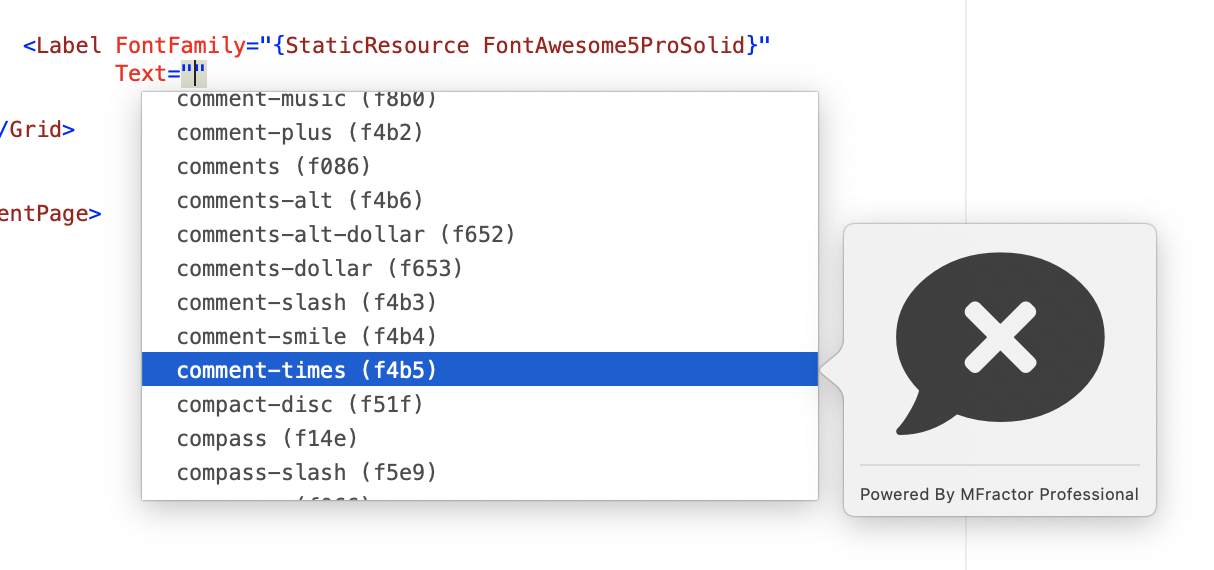 <Label FontFamily="{StaticResource FontAwesome5ProSolid}"
Text=""
comment-music (f8b0)
/Grid>
comment-plus (f4b2)
comments (f086)
comments-alt (f4b6)
entPage>
comments-alt-dollar (f652)
comments-dollar (f653)
comment-slash (f4b3)
comment-smile (f4b4)
comment-times (f4b5)
compact-disc (f51f)
compass (f14e)
compass-slash (f5e9)
Powered By MFractor Professional